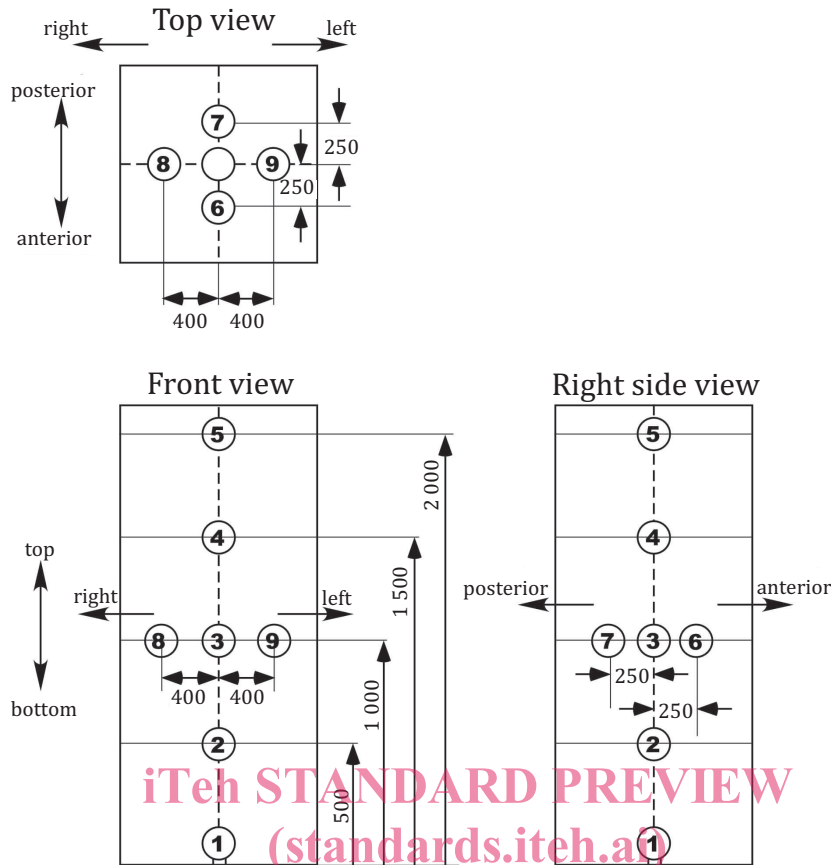 Top view
right left
posterior
7
250
8 9
250
6
anterior
400 400
Front view Right side view
5 5
2 000
4 4
1 500
top
posterior anterior
right left
8 3 9 7 3 6
400 400
250
1 000
250
bottom
2 2
500
iTeh STANDARD PREVIEW
1 1
(standards.iteh.ai)